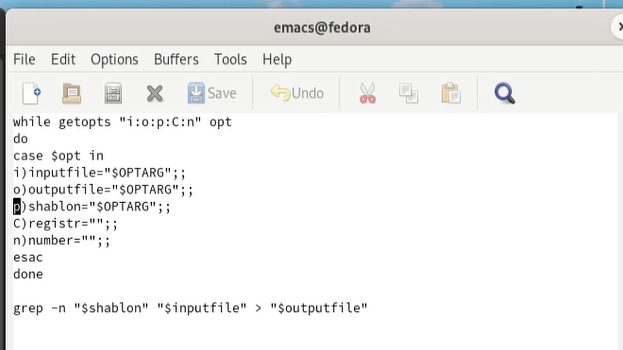 emacs@fedora
File Edit Options Buffers Tools Help
Save Undo
while getopts "i:o:p:C:n" opt
do
case $opt in
i)inputfile="$OPTARG";;
o)outputfile="$OPTARG";;
p)shablon="$OPTARG";;
C)registr="";;
n)number="";;
esac
done
grep -n "$shablon" "$inputfile" > "$outputfile"